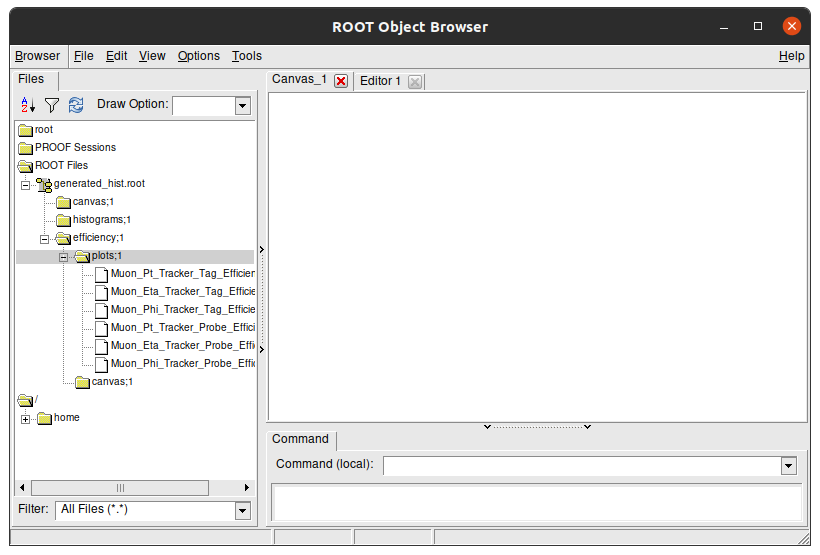 ROOT Object Browser
Browser File Edit View Options Tools Help
Files
Canvas_1 Editor 1
Draw Option:
root
PROOF Sessions
ROOT Files
generated_hist.root
canvas;1
histograms;1
efficiency;1
plots;1
Muon_Pt_Tracker_Tag_Efficien
Muon_Eta_Tracker_Tag_Efficie
Muon_Phi_Tracker_Tag_Efficie
Muon_Pt_Tracker_Probe_Effici
Muon_Eta_Tracker_Probe_Effi
Muon_Phi_Tracker_Probe_Effi
canvas;1
/
home
Filter: All Files (*.*)
Command
Command (local):